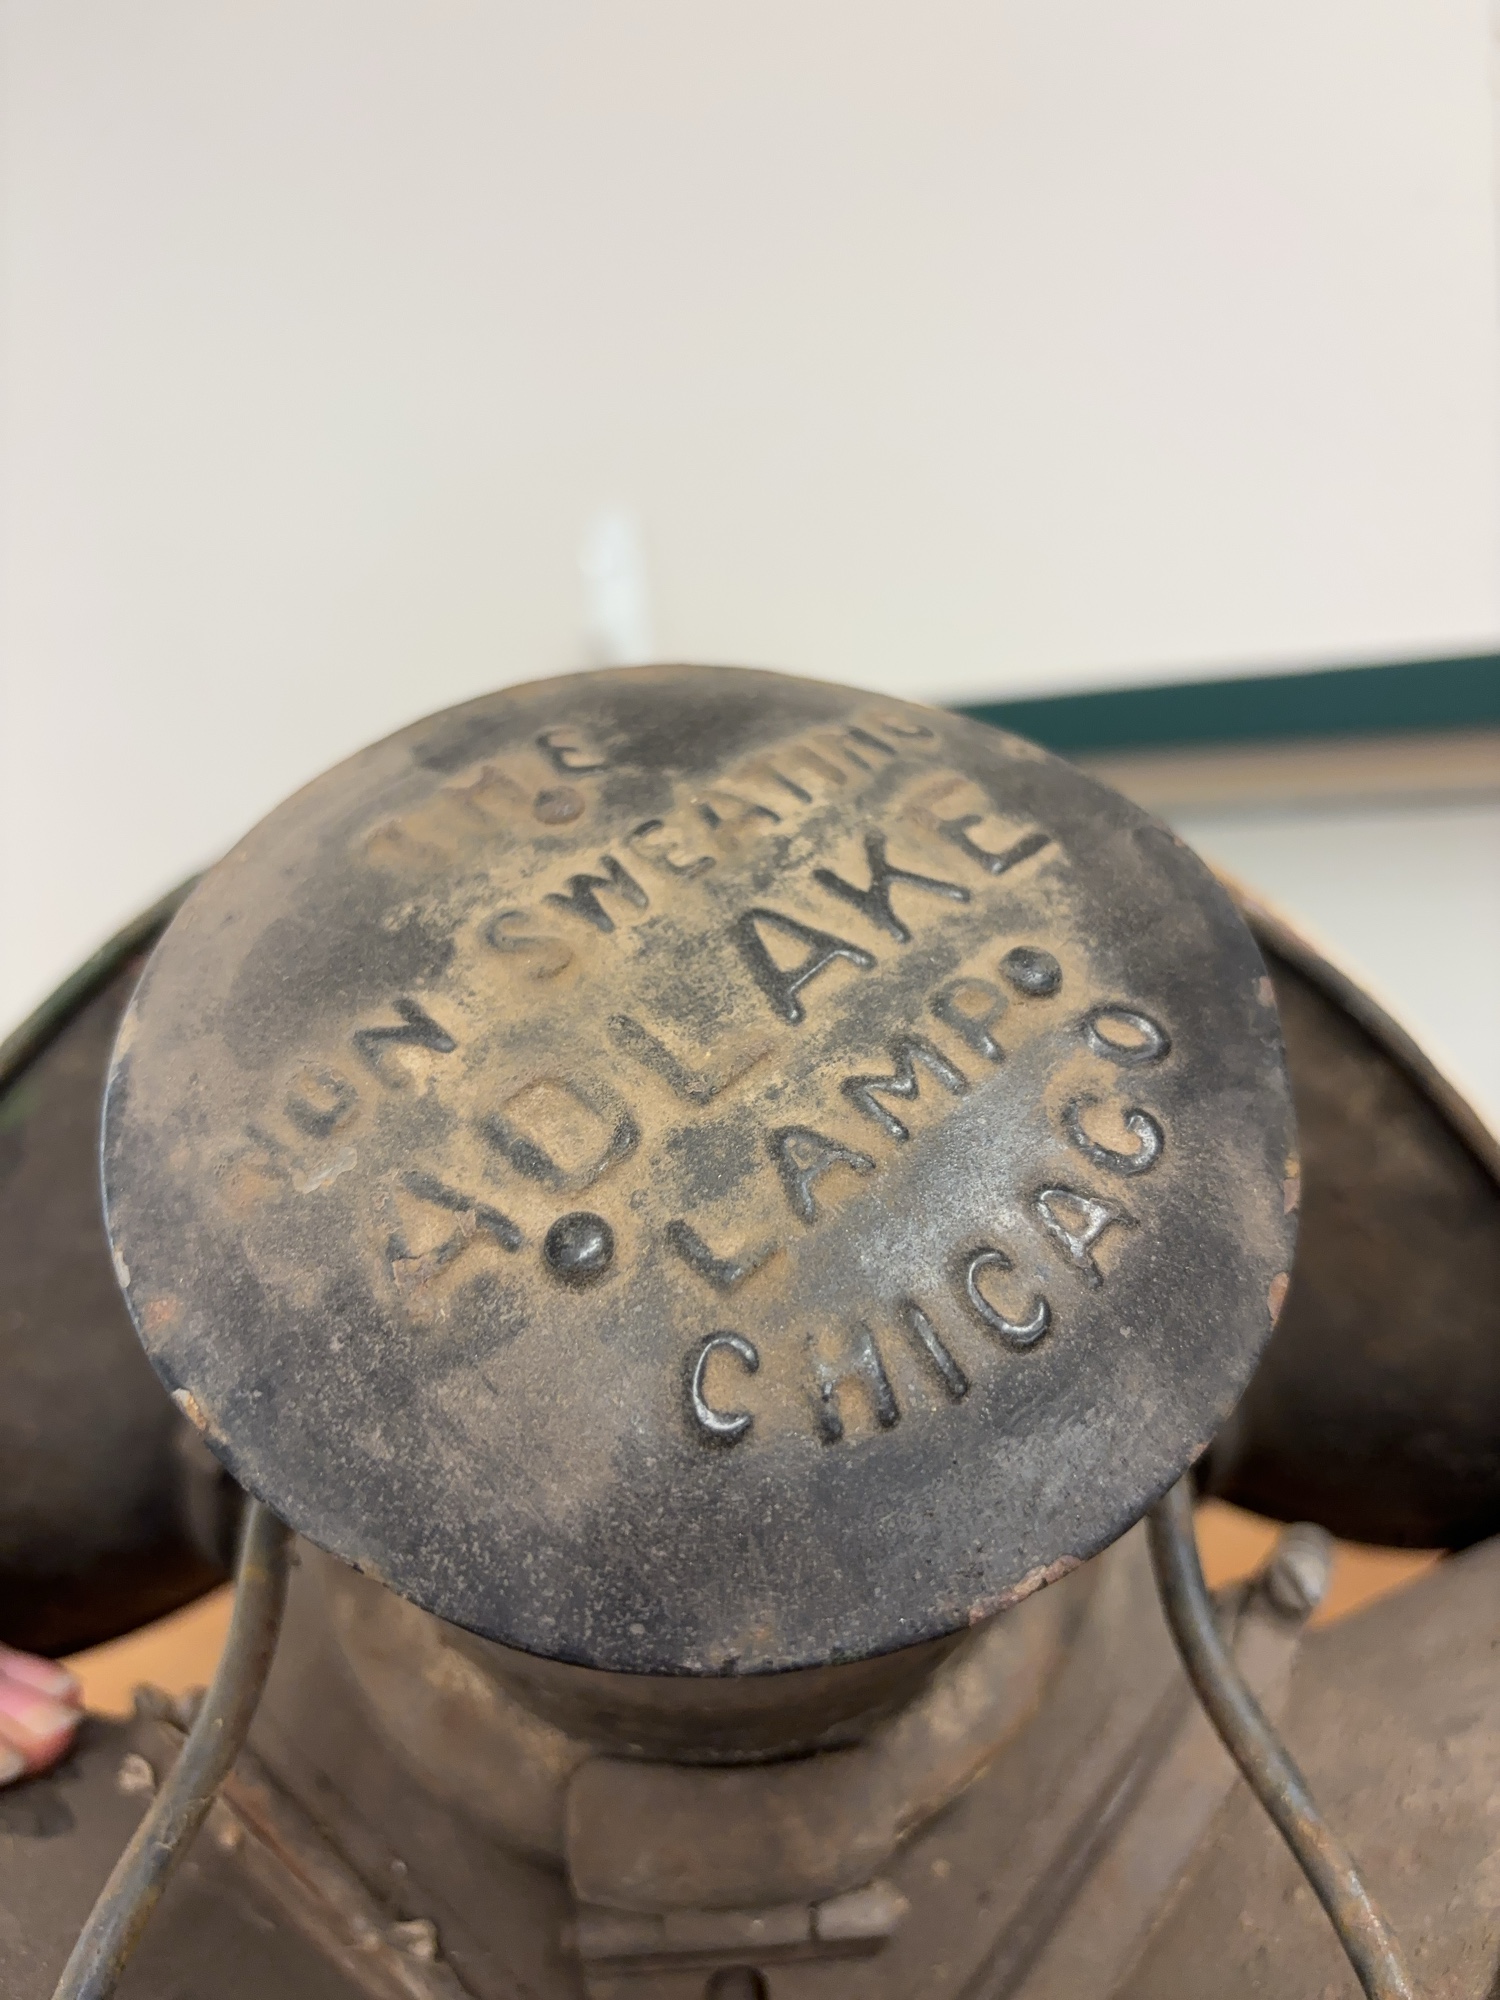 THE
NON SWEATING
ADLAKE
LAMP
CHICAGO